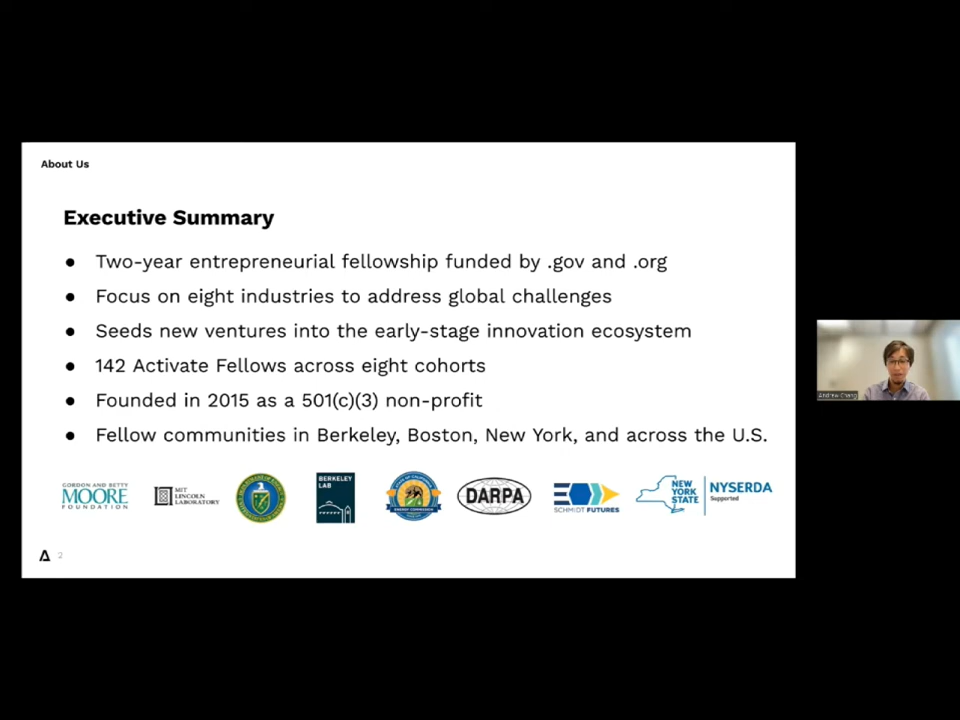 About Us
Executive Summary
● Two-year entrepreneurial fellowship funded by .gov and .org
● Focus on eight industries to address global challenges
● Seeds new ventures into the early-stage innovation ecosystem
● 142 Activate Fellows across eight cohorts
● Founded in 2015 as a 501(c)(3) non-profit
● Fellow communities in Berkeley, Boston, New York, and across the U.S.
GORDON AND BETTY
MOORE
FOUNDATION
MIT
LINCOLN
LABORATORY
BERKELEY
LAB
ENERGY COMMISSION
DARPA
SCHMIDT FUTURES
NEW
YORK
STATE
NYSERDA
Supported
2